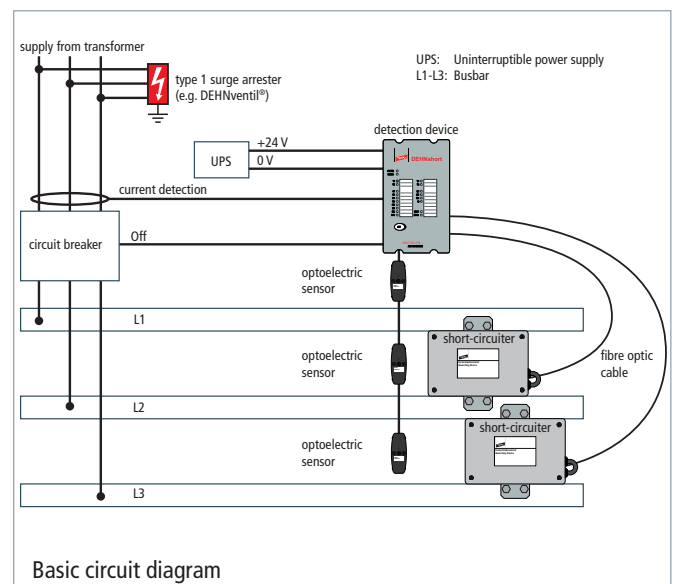 supply from transformer
type 1 surge arrester
(e.g. DEHNventil®)
UPS: Uninterruptible power supply
L1-L3: Busbar
detection device
+24 V
UPS
0 V
DEHNshort
current detection
circuit breaker
Off
optoelectric
sensor
L1
short-circuiter
optoelectric
sensor
fibre optic
cable
L2
short-circuiter
optoelectric
sensor
L3
Basic circuit diagram